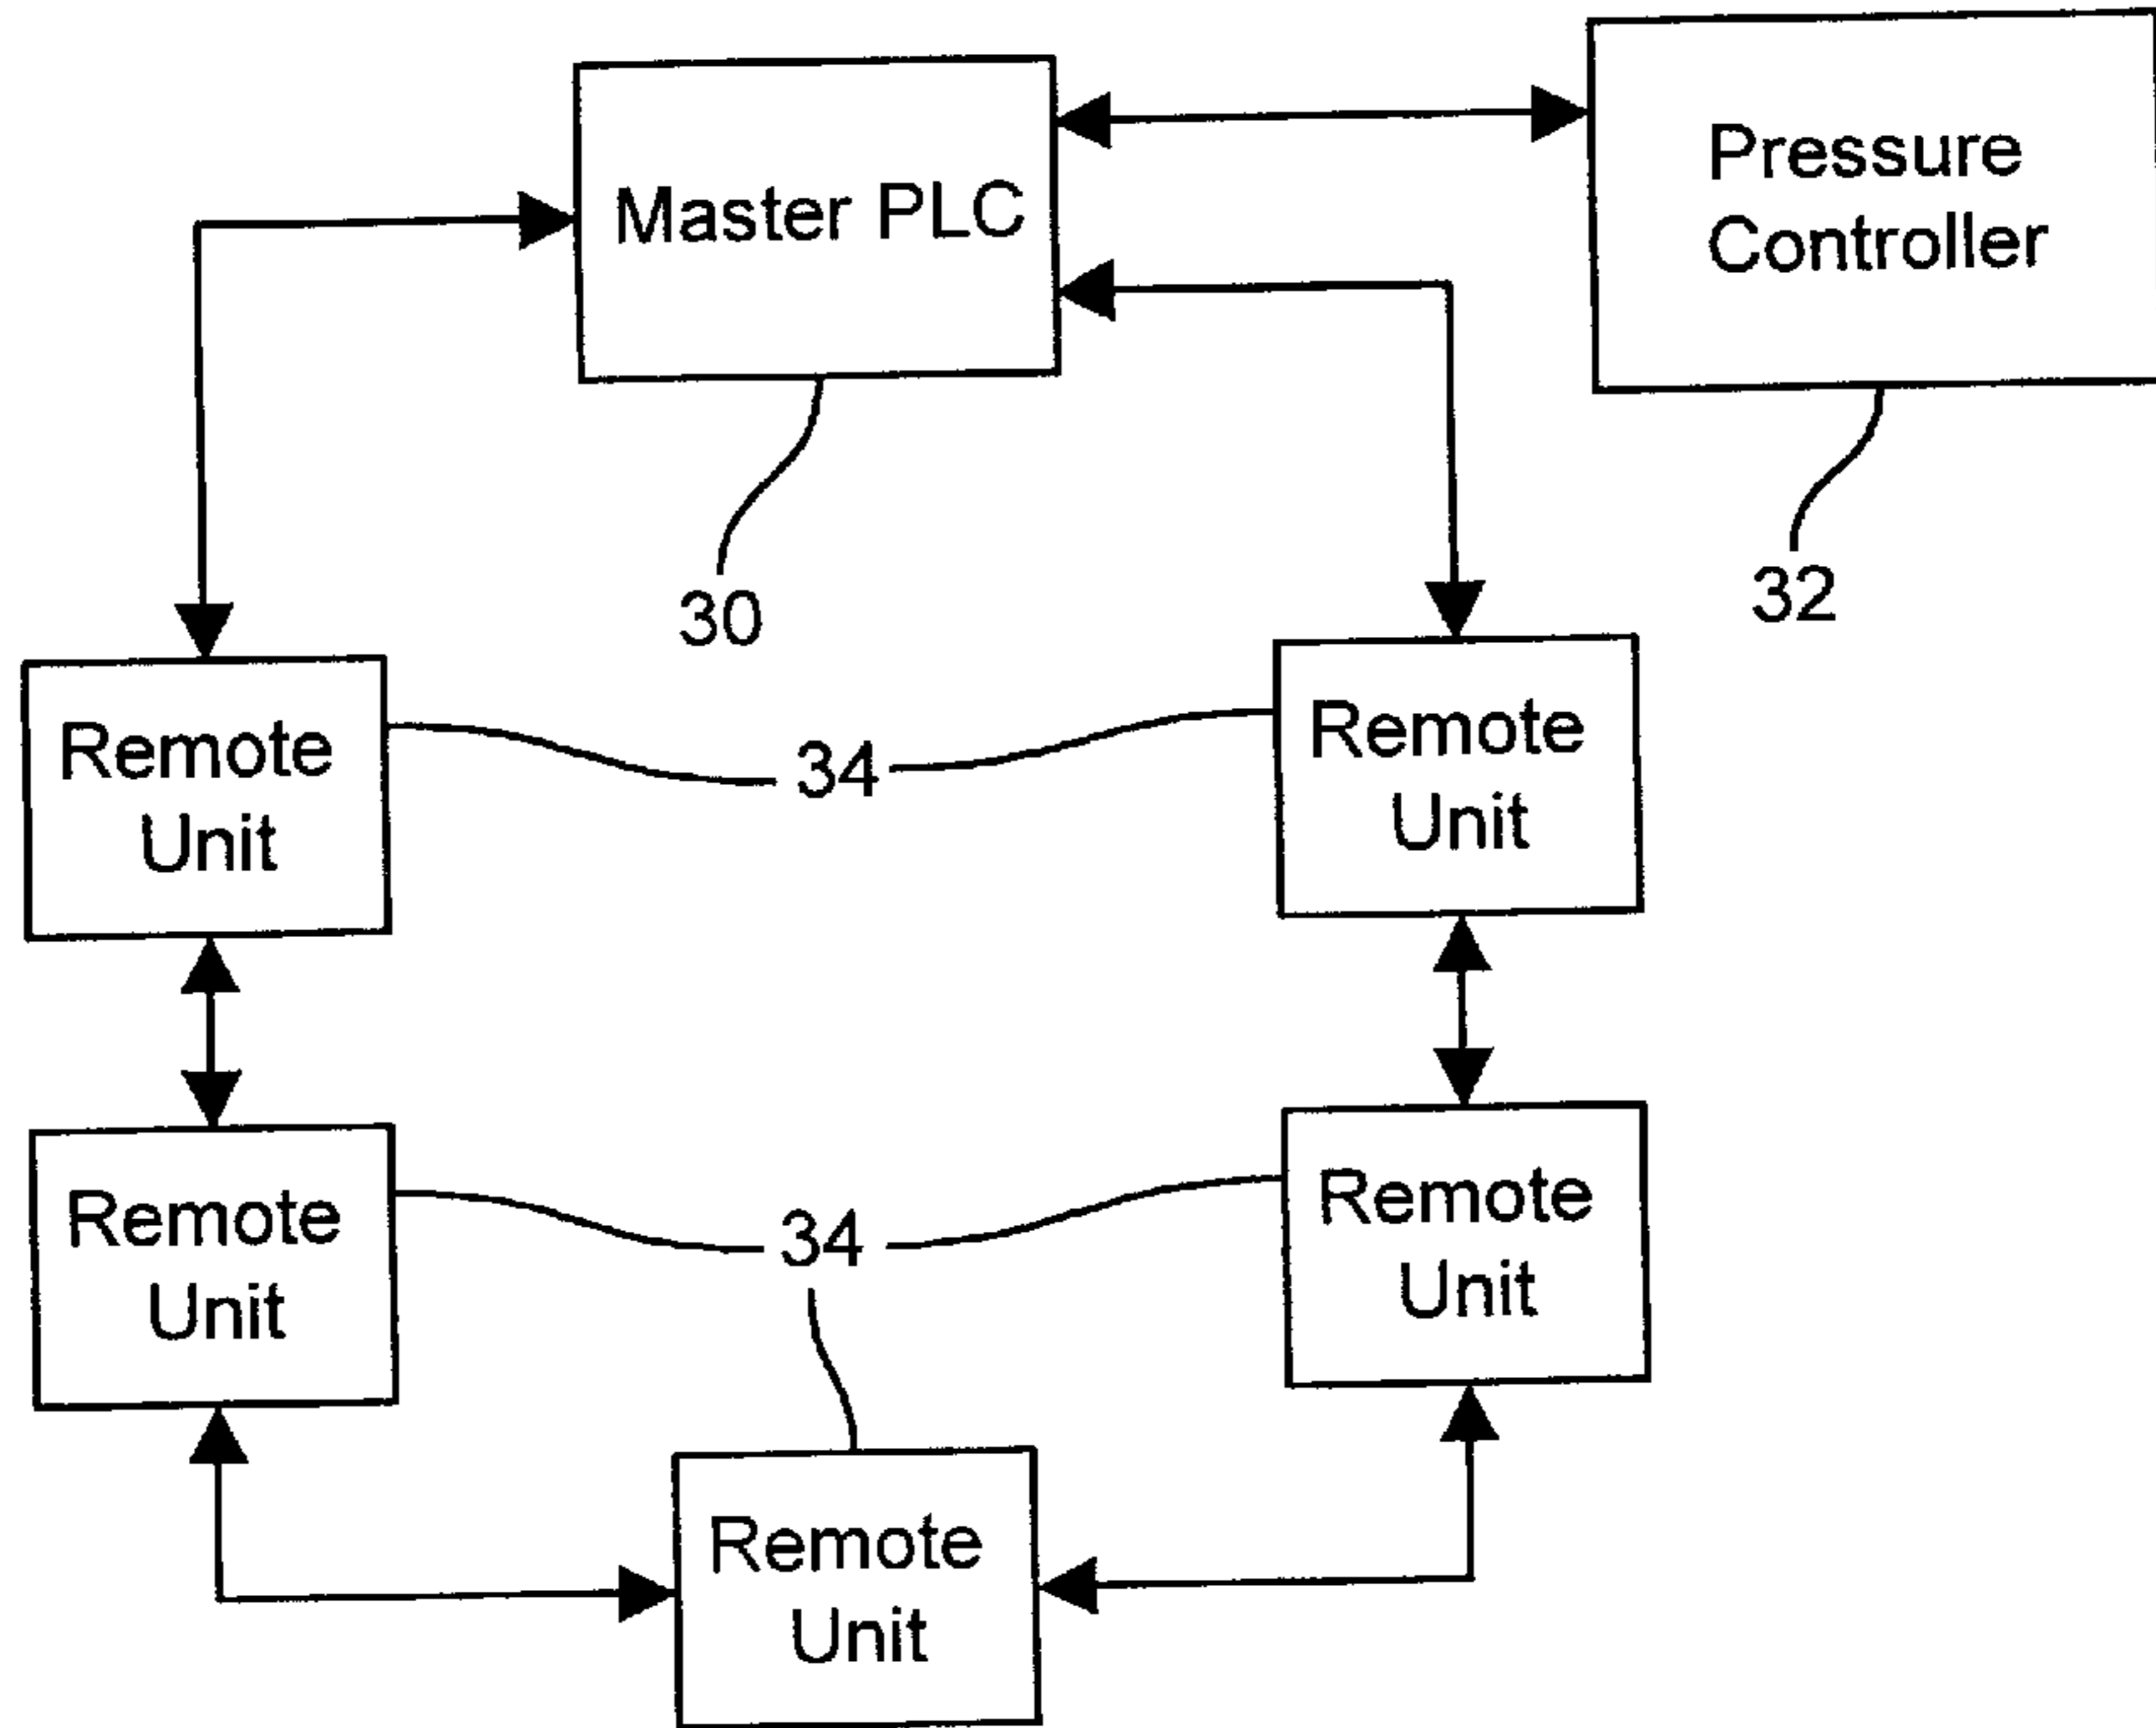 Master PLC
Pressure
Controller
30
32
Remote
Unit
34
Remote
Unit
Remote
Unit
34
Remote
Unit
Remote
Unit